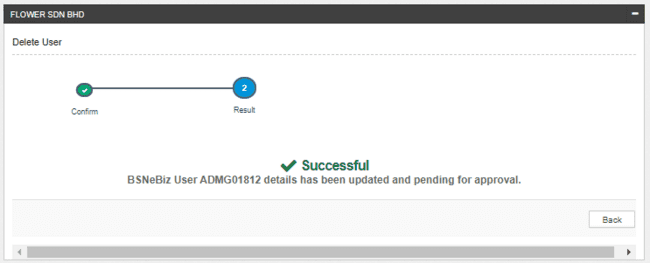 FLOWER SDN BHD
Delete User
2
Confirm
Result
Successful
BSNeBiz User ADMG01812 details has been updated and pending for approval.
Back